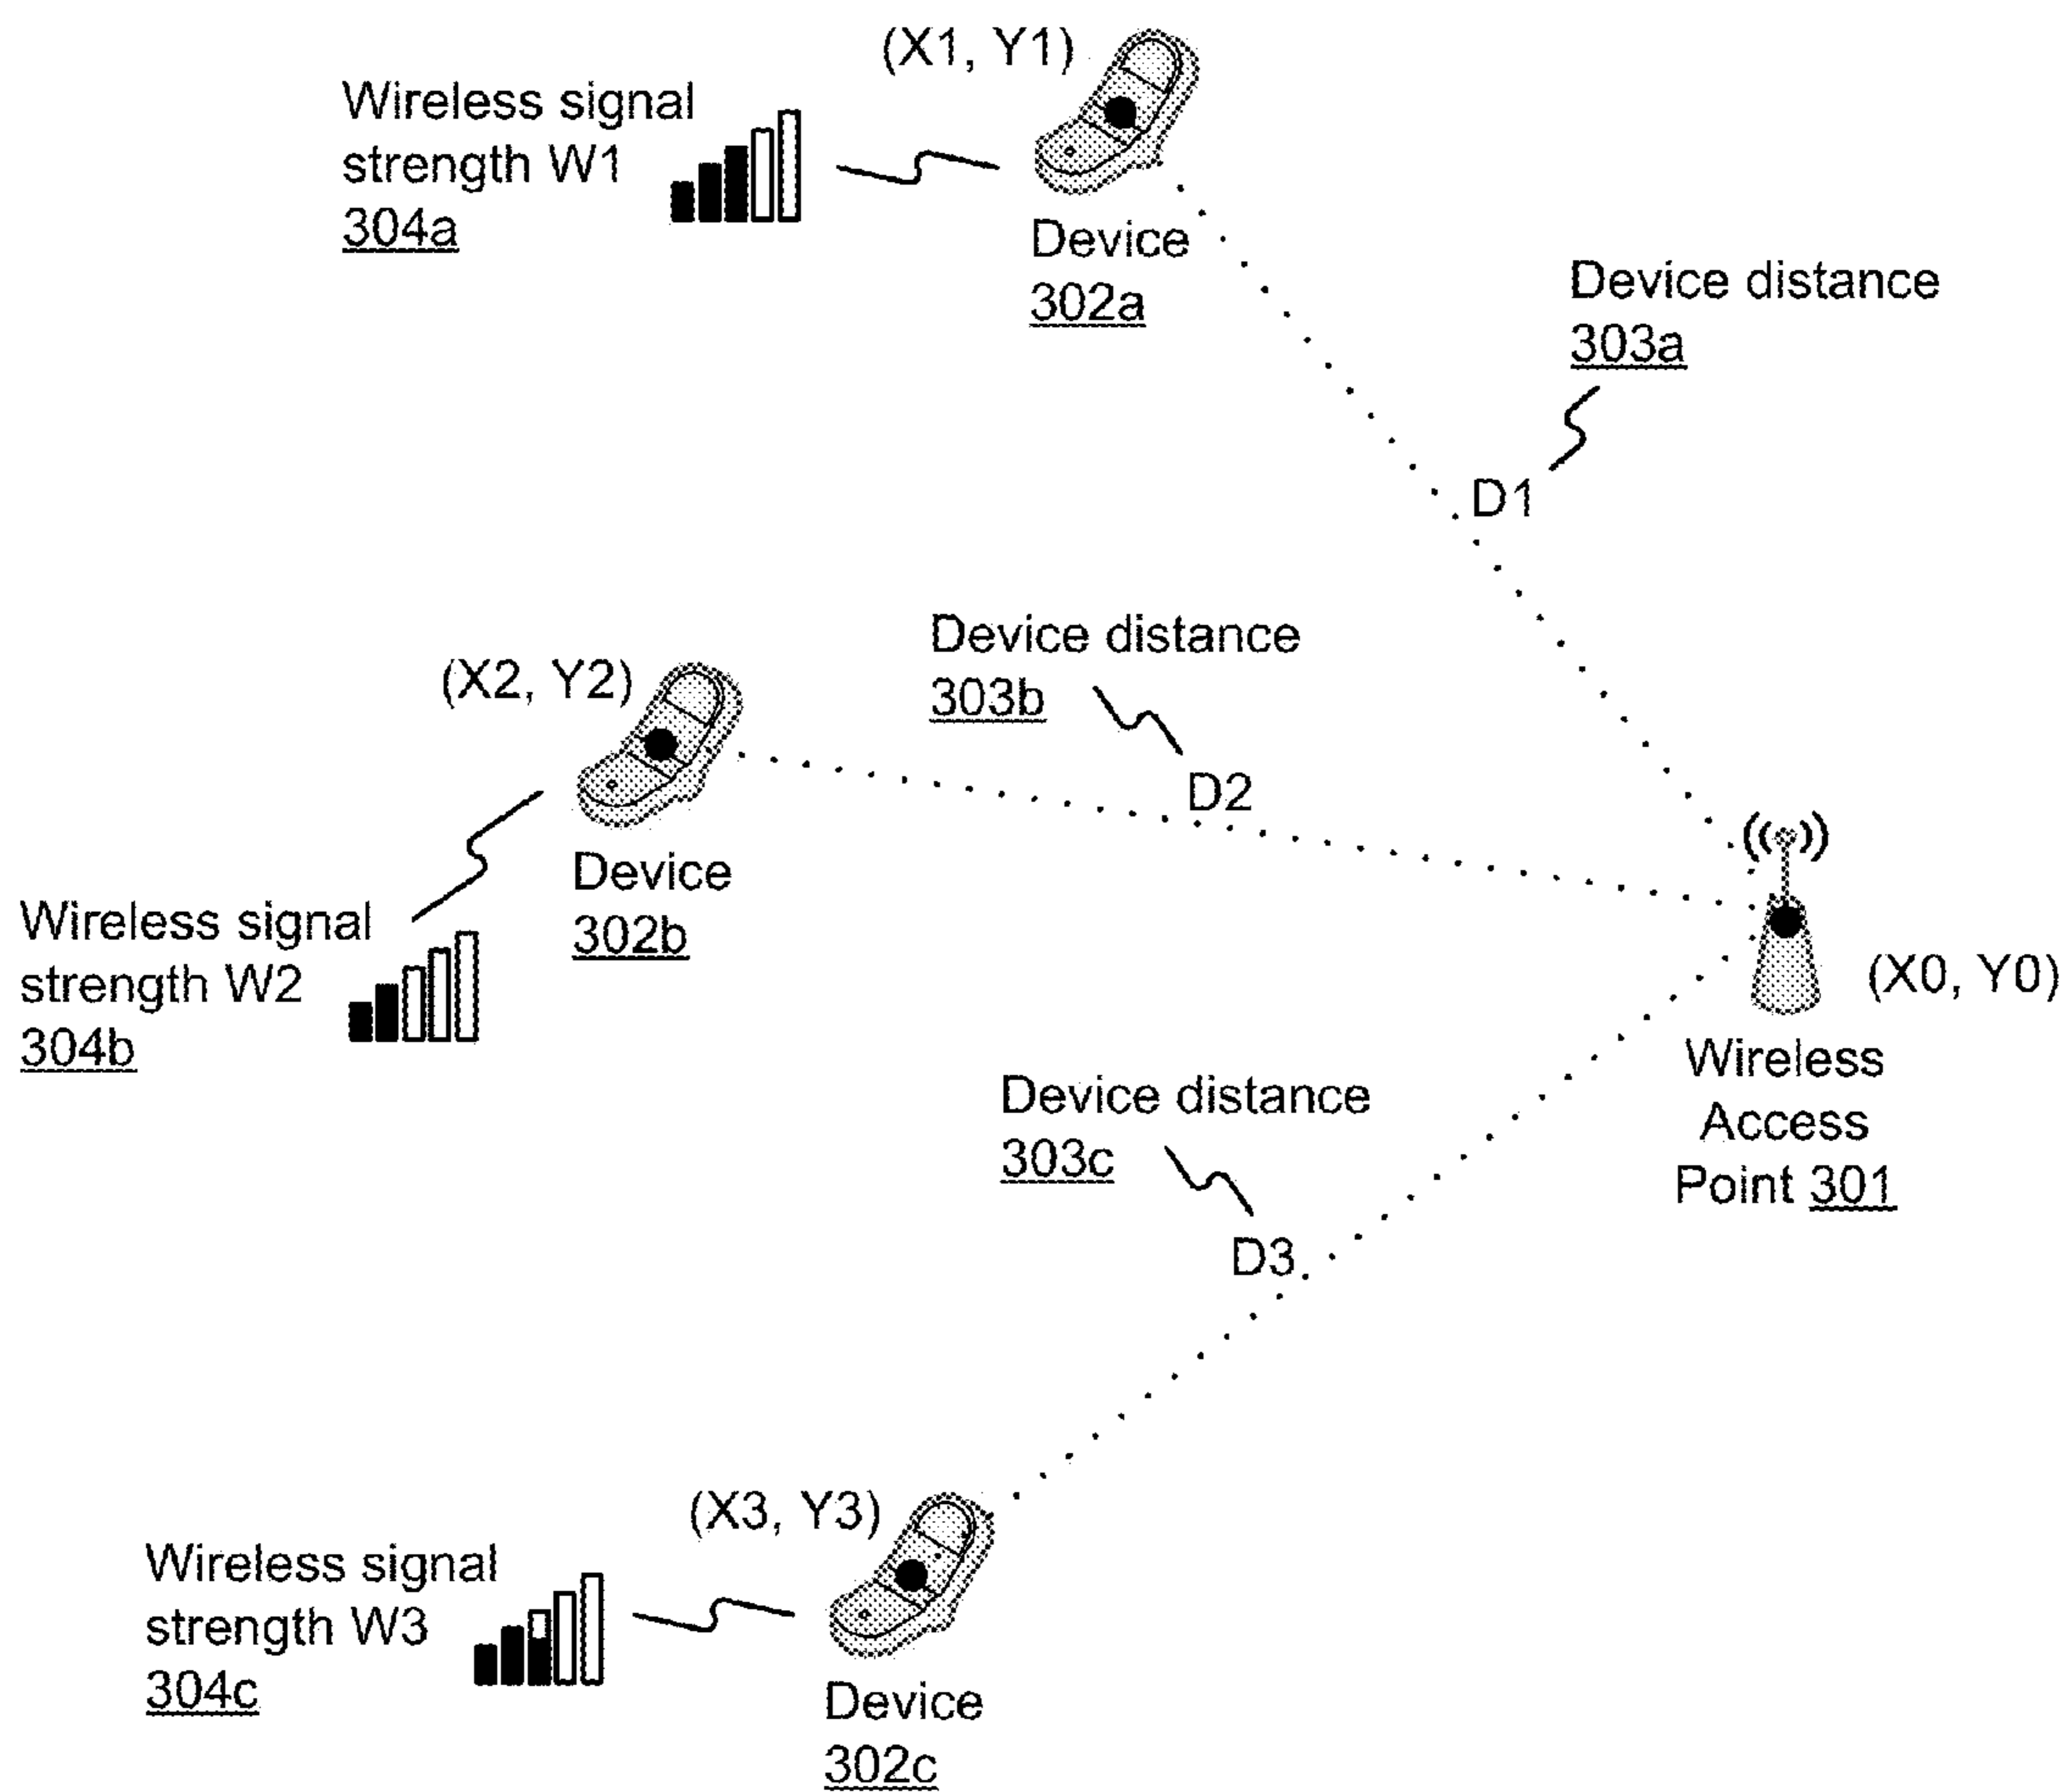 (X1, Y1)
Wireless signal
strength W1
304a
Device
302a
Device distance
303a
D1
Device distance
303b
(X2, Y2)
D2
Device
302b
Wireless signal
strength W2
304b
(X0, Y0)
Wireless
Access
Point 301
Device distance
303c
D3
(X3, Y3)
Wireless signal
strength W3
304c
Device
302c